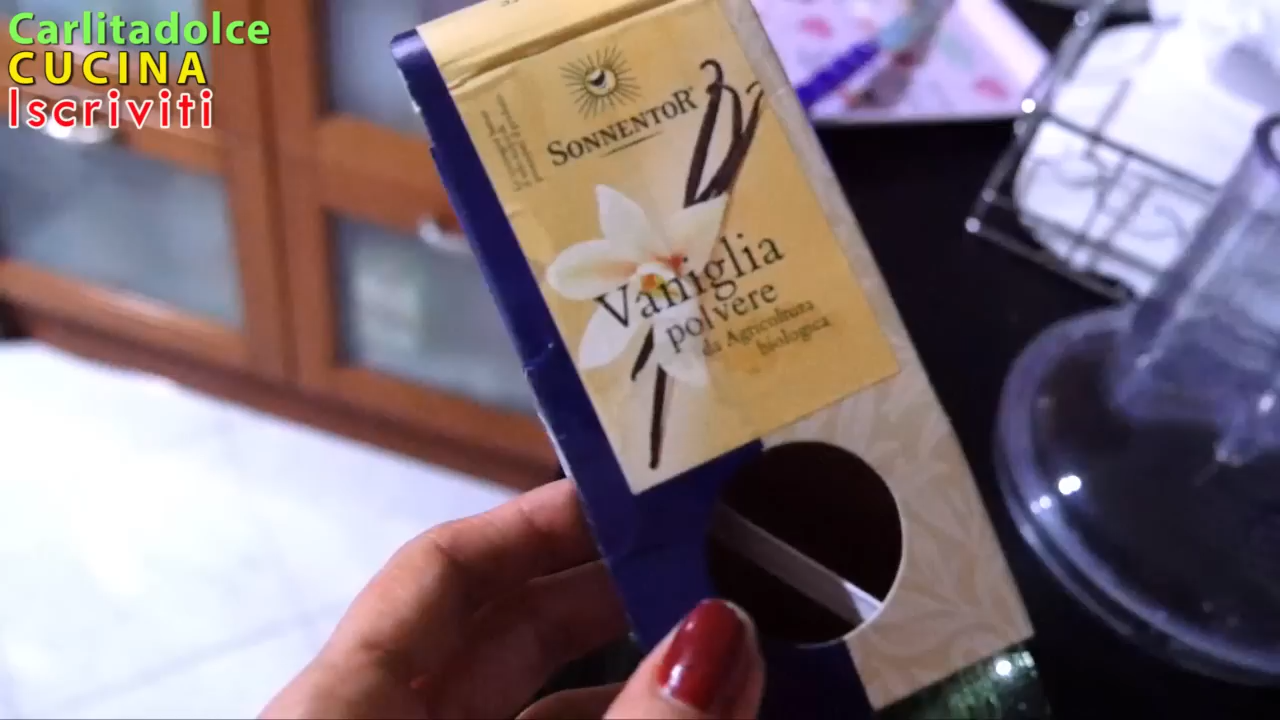 Carlitadolce
CUCINA
Iscriviti
SONNENTOR
Vaniglia
polvere
da Agricoltura
biologica